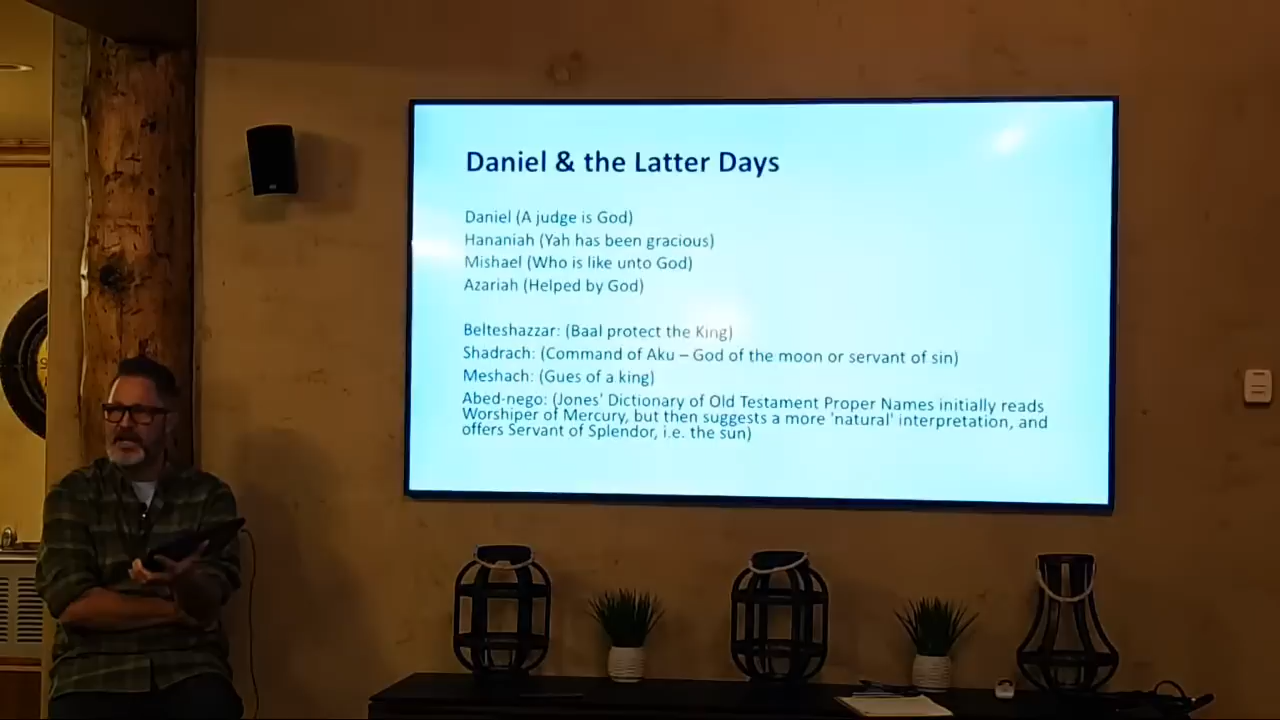 Daniel & the Latter Days
Daniel (A judge is God)
Hananiah (Yah has been gracious)
Mishael (Who is like unto God)
Azariah (Helped by God)
Belteshazzar: (Baal protect the King)
Shadrach: (Command of Aku – God of the moon or servant of sin)
Meshach: (Gues of a king)
Abed-nego: (Jones' Dictionary of Old Testament Proper Names initially reads
Worshiper of Mercury, but then suggests a more 'natural' interpretation, and
offers Servant of Splendor, i.e. the sun)